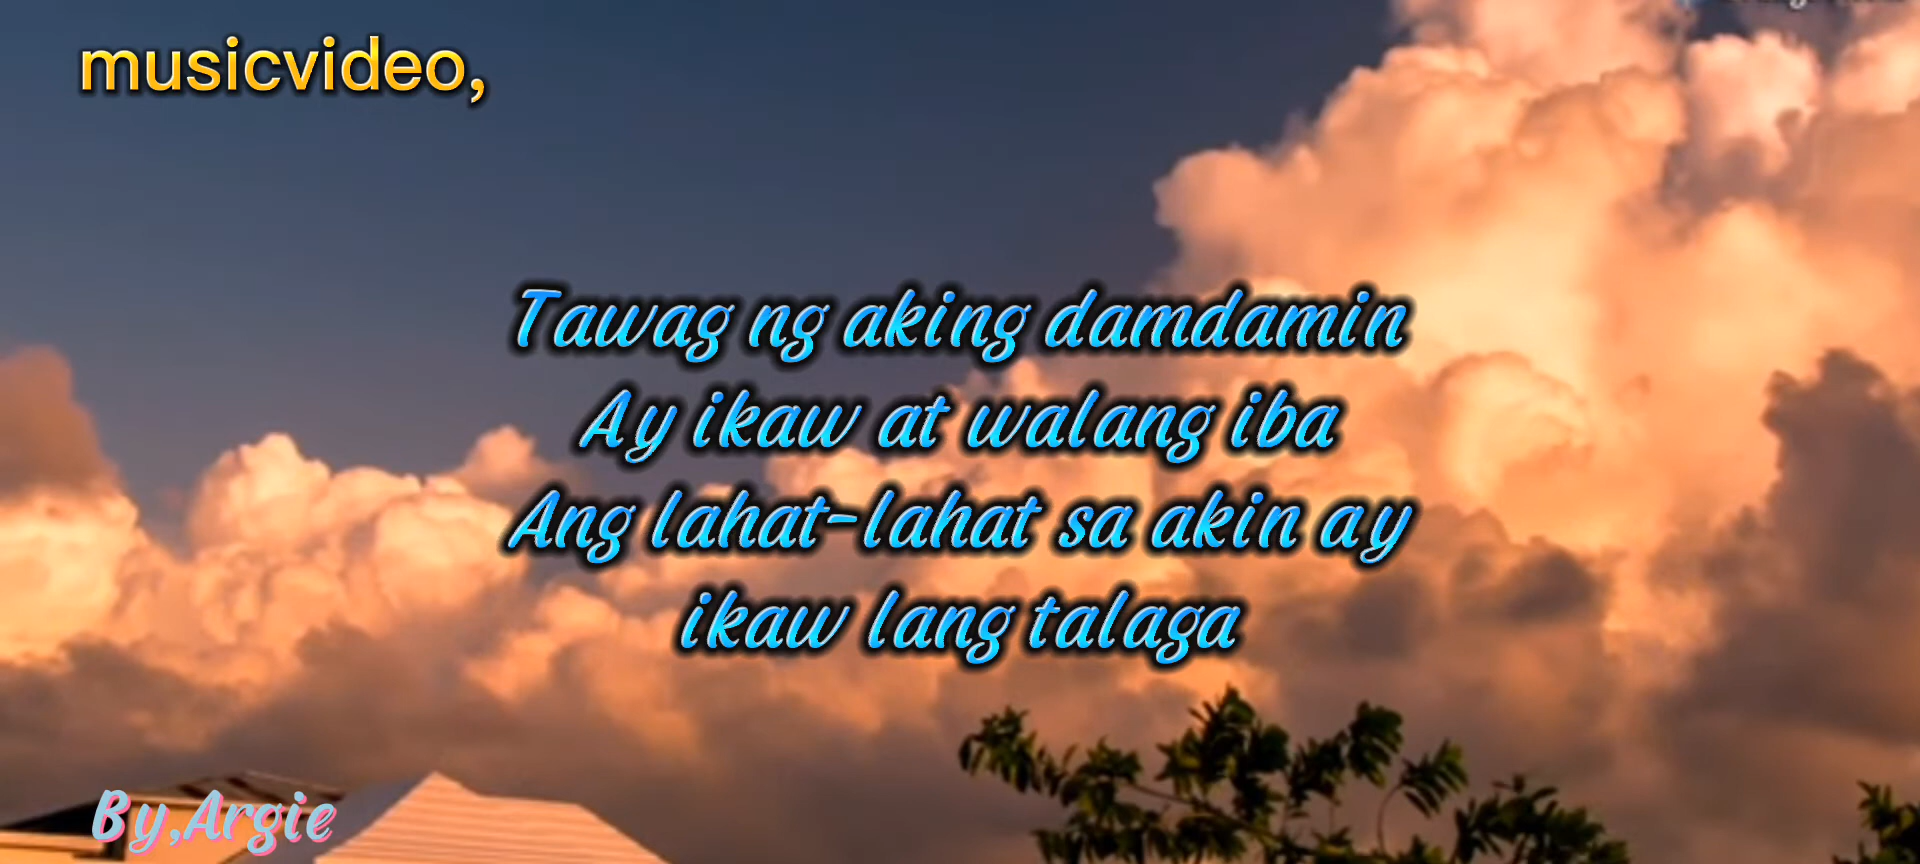 musicvideo,
Tawag ng aking damdamin
Ay ikaw at walang iba
Ang lahat-lahat sa akin ay
ikaw lang talaga
By,Argie